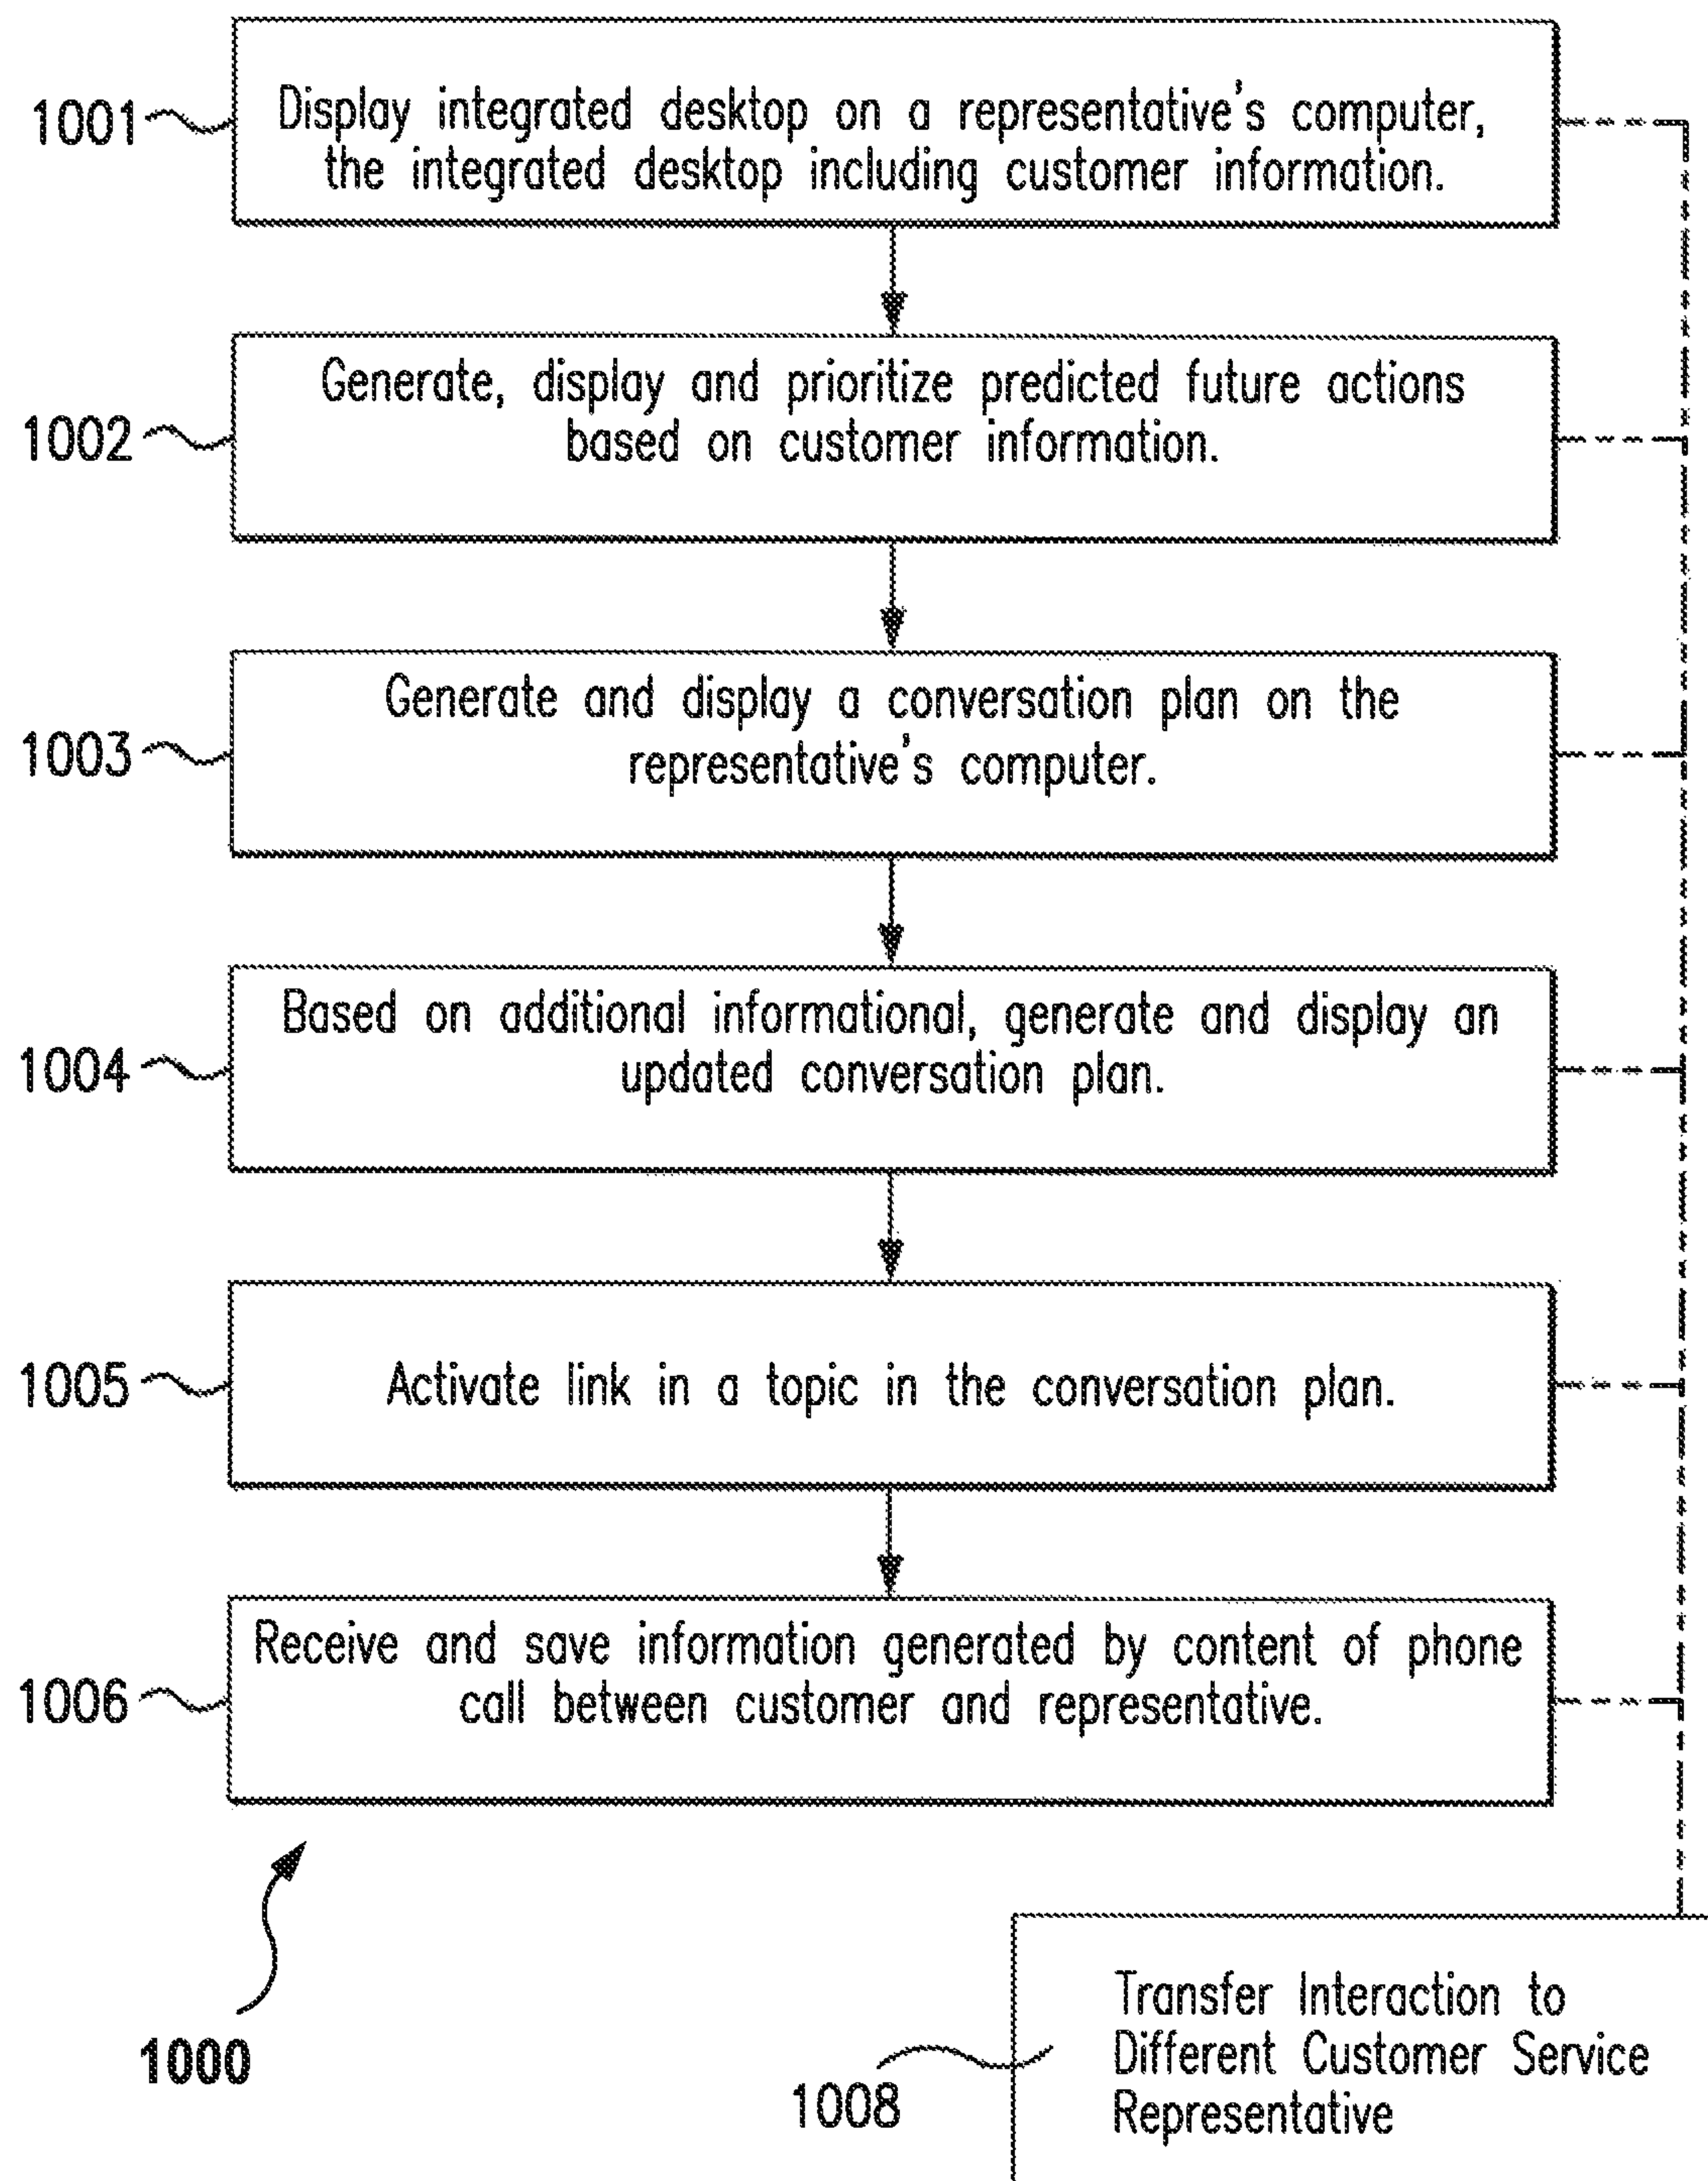 1001
Display integrated desktop on a representative's computer,
the integrated desktop including customer information.
1002
Generate, display and prioritize predicted future actions
based on customer information.
1003
Generate and display a conversation plan on the
representative's computer.
1004
Based on additional informational, generate and display an
updated conversation plan.
1005
Activate link in a topic in the conversation plan.
1006
Receive and save information generated by content of phone
call between customer and representative.
1000
1008
Transfer Interaction to
Different Customer Service
Representative